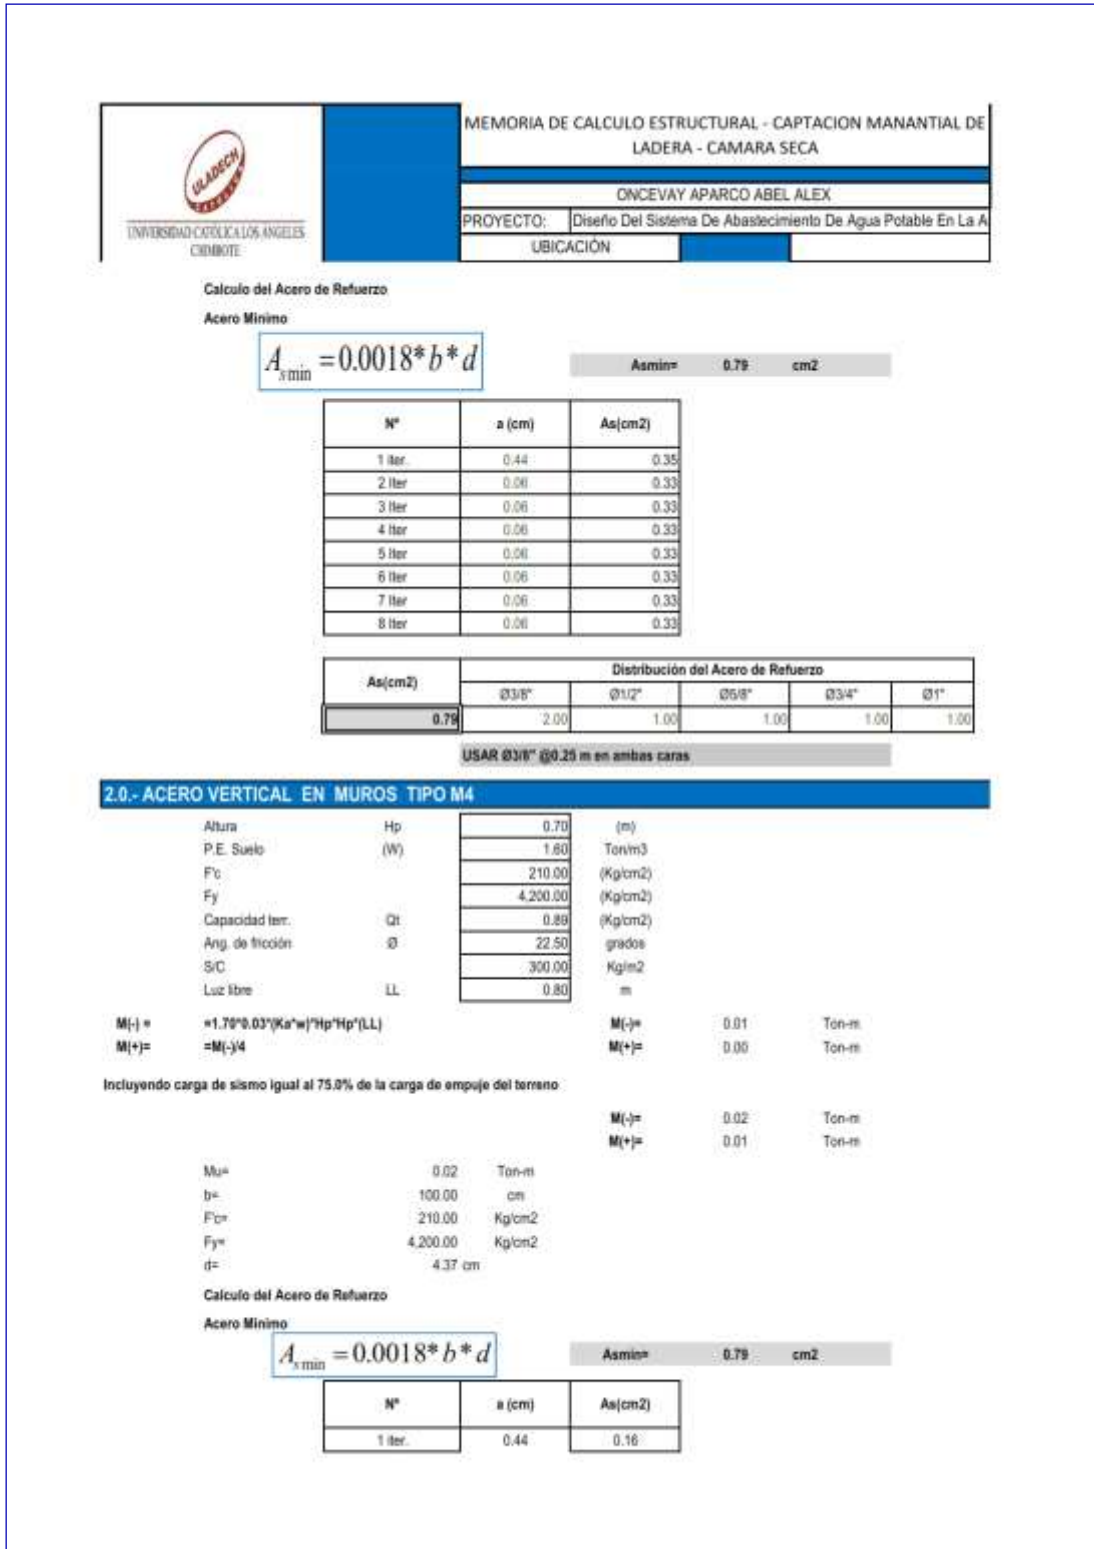 MEMORIA DE CALCULO ESTRUCTURAL - CAPTACION MANANTIAL DE
LADERA - CAMARA SECA
ULADECH
UNIVERSIDAD CATÓLICA LOS ÁNGELES
CHIMBOTE
ONCEVAY APARCO ABEL ALEX
PROYECTO: Diseño Del Sistema De Abastecimiento De Agua Potable En La A
UBICACIÓN
Calculo del Acero de Refuerzo
Acero Minimo
A_{s min} = 0.0018* b* d Asmin= 0.79 cm2
N° a (cm) As(cm2)
1 iter. 0.44 0.35
2 Iter 0.06 0.33
3 Iter 0.06 0.33
4 Iter 0.06 0.33
5 Iter 0.06 0.33
6 Iter 0.06 0.33
7 Iter 0.06 0.33
8 Iter 0.06 0.33
As(cm2) Distribución del Acero de Refuerzo
Ø3/8" Ø1/2" Ø5/8" Ø3/4" Ø1"
0.79 2.00 1.00 1.00 1.00 1.00
USAR Ø3/8" @0.25 m en ambas caras
2.0.- ACERO VERTICAL EN MUROS TIPO M4
Altura Hp 0.70 (m)
P.E. Suelo (W) 1.60 Ton/m3
F'c 210.00 (Kg/cm2)
Fy 4,200.00 (Kg/cm2)
Capacidad terr. Qt 0.89 (Kg/cm2)
Ang. de fricción Ø 22.50 grados
S/C 300.00 Kg/m2
Luz libre LL 0.80 m
M(-) = =1.70*0.03*(Ka*w)*Hp*Hp*(LL) M(-)= 0.01 Ton-m
M(+)= =M(-)/4 M(+)= 0.00 Ton-m
Incluyendo carga de sismo igual al 75.0% de la carga de empuje del terreno
M(-)= 0.02 Ton-m
M(+)= 0.01 Ton-m
Mu= 0.02 Ton-m
b= 100.00 cm
F'c= 210.00 Kg/cm2
Fy= 4,200.00 Kg/cm2
d= 4.37 cm
Calculo del Acero de Refuerzo
Acero Minimo
A_{s min} = 0.0018* b* d Asmin= 0.79 cm2
N° a (cm) As(cm2)
1 iter. 0.44 0.16